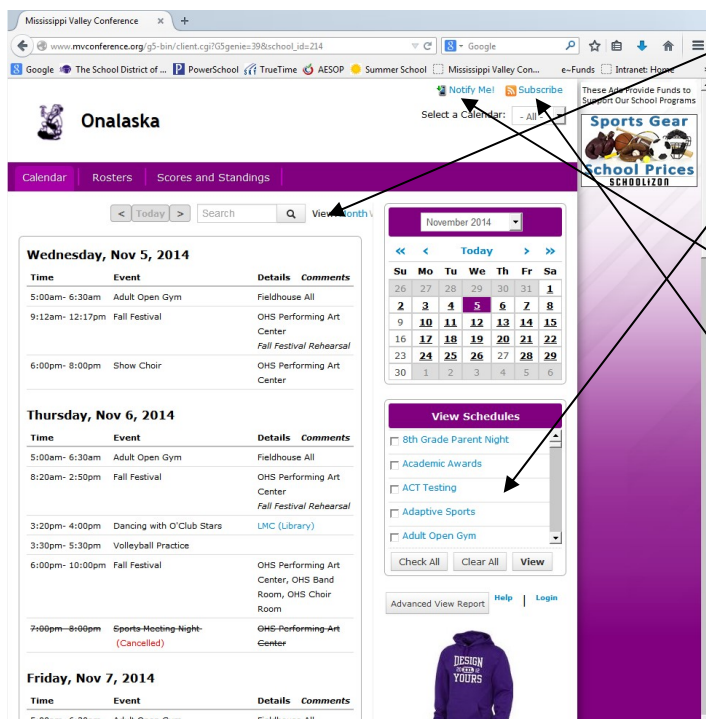 Mississippi Valley Conference × +
www.mvconference.org/g5-bin/client.cgi?G5genie=39&school_id=214 Google
Google The School District of ... PowerSchool TrueTime AESOP Summer School Mississippi Valley Con... e~Funds Intranet: Home »
Notify Me! Subscribe
Select a Calendar: - All -
Onalaska
These Ads Provide Funds to
Support Our School Programs
Sports Gear
School Prices
SCHOOLIZON
Calendar Rosters Scores and Standings
< Today > Search View Month
Wednesday, Nov 5, 2014
Time Event Details Comments
5:00am- 6:30am Adult Open Gym Fieldhouse All
9:12am- 12:17pm Fall Festival OHS Performing Art
Center
Fall Festival Rehearsal
6:00pm- 8:00pm Show Choir OHS Performing Art
Center
Thursday, Nov 6, 2014
Time Event Details Comments
5:00am- 6:30am Adult Open Gym Fieldhouse All
8:20am- 2:50pm Fall Festival OHS Performing Art
Center
Fall Festival Rehearsal
3:20pm- 4:00pm Dancing with O'Club Stars LMC (Library)
3:30pm- 5:30pm Volleyball Practice
6:00pm- 10:00pm Fall Festival OHS Performing Art
Center, OHS Band
Room, OHS Choir
Room
7:00pm- 8:00pm Sports Meeting Night- OHS Performing Art
(Cancelled) Center
Friday, Nov 7, 2014
Time Event Details Comments
November 2014
« < Today > »
Su Mo Tu We Th Fr Sa
26 27 28 29 30 31 1
2 3 4 5 6 7 8
9 10 11 12 13 14 15
16 17 18 19 20 21 22
23 24 25 26 27 28 29
30 1 2 3 4 5 6
View Schedules
8th Grade Parent Night
Academic Awards
ACT Testing
Adaptive Sports
Adult Open Gym
Check All Clear All View
Advanced View Report Help | Login
DESIGN
YOURS